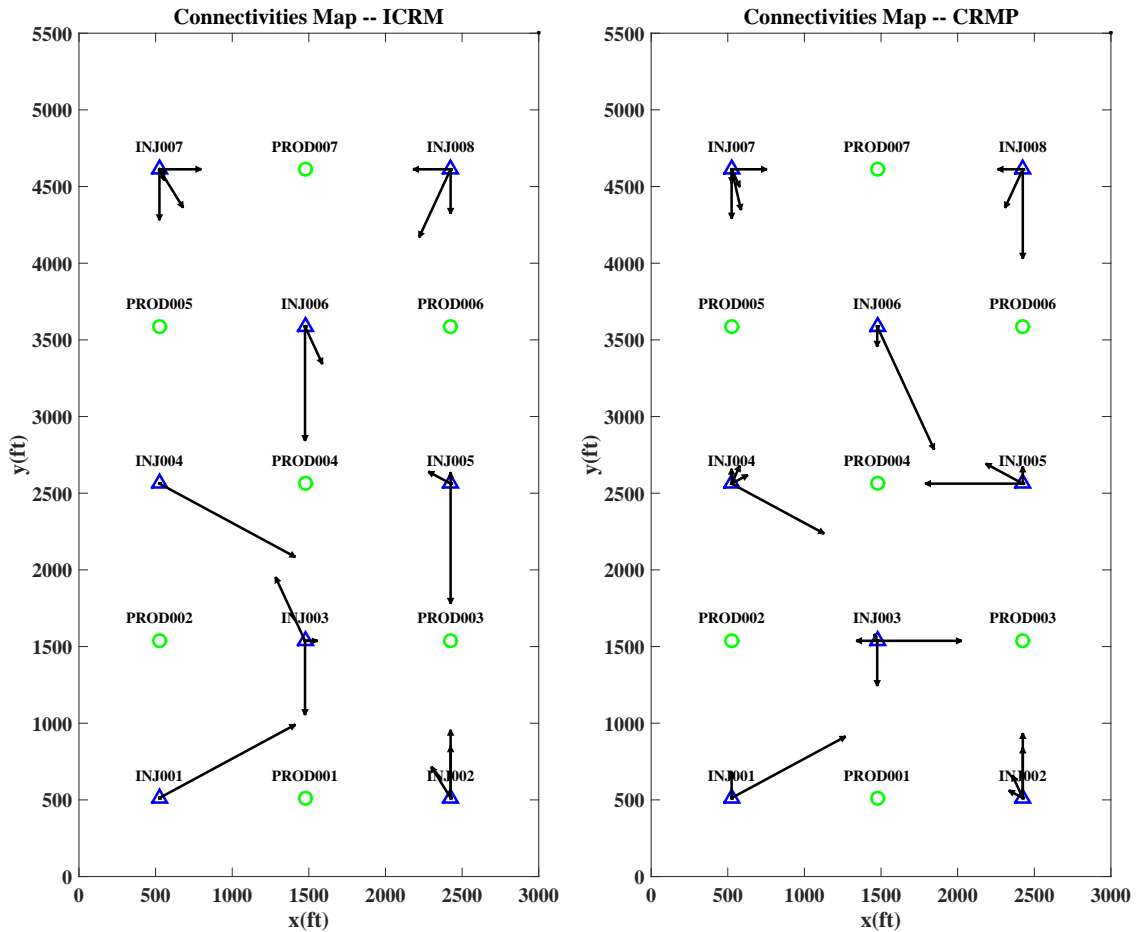 Connectivities Map -- ICRM
5500
5000
4500
4000
3500
3000
2500
2000
1500
1000
500
0
y(ft)
INJ007
PROD007
INJ008
PROD005
INJ006
PROD006
INJ004
PROD004
INJ005
PROD002
INJ003
PROD003
INJ001
PROD001
INJ002
0
500
1000
1500
2000
2500
3000
x(ft)
Connectivities Map -- CRMP
5500
5000
4500
4000
3500
3000
2500
2000
1500
1000
500
0
y(ft)
INJ007
PROD007
INJ008
PROD005
INJ006
PROD006
INJ004
PROD004
INJ005
PROD002
INJ003
PROD003
INJ001
PROD001
INJ002
0
500
1000
1500
2000
2500
3000
x(ft)